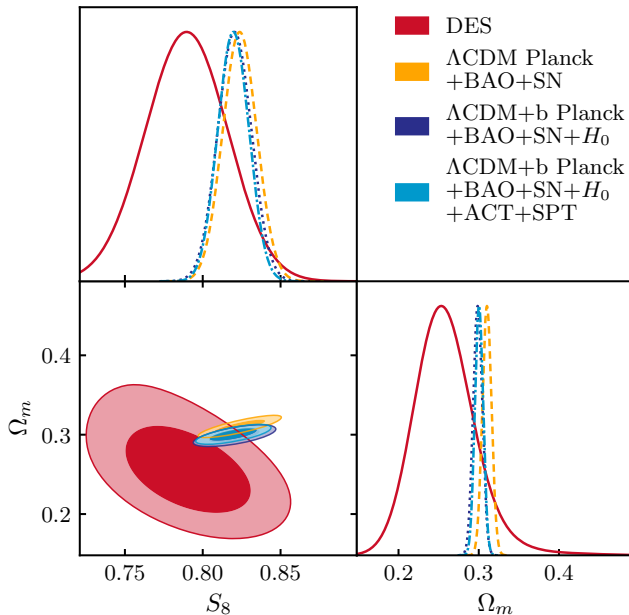 DES
ΛCDM Planck
+BAO+SN
ΛCDM+b Planck
+BAO+SN+H₀
ΛCDM+b Planck
+BAO+SN+H₀
+ACT+SPT
Ωₘ
0.4
0.3
0.2
0.75 0.80 0.85
S₈
0.2 0.3 0.4
Ωₘ